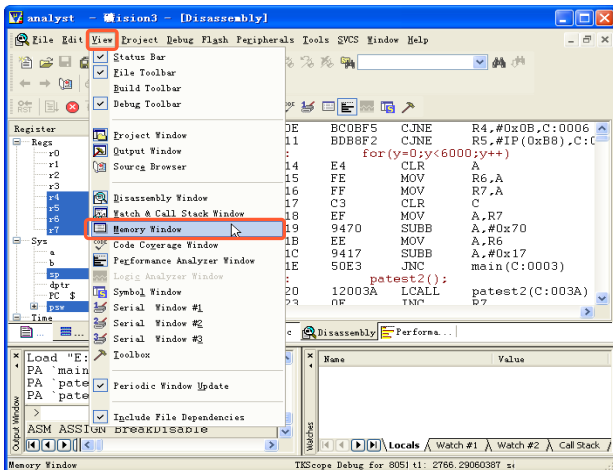 analyst - μVision3 - [Disassembly]
File Edit View Project Debug Flash Peripherals Tools SVCS Window Help
Status Bar
File Toolbar
Build Toolbar
Debug Toolbar
Project Window
Output Window
Source Browser
Disassembly Window
Watch & Call Stack Window
Memory Window
Code Coverage Window
Performance Analyzer Window
Logic Analyzer Window
Symbol Window
Serial Window #1
Serial Window #2
Serial Window #3
Toolbox
Periodic Window Update
Include File Dependencies
RST
Register
Regs
r0
r1
r2
r3
r4
r5
r6
r7
Sys
a
b
sp
dptr
PC $
psw
Time
0E BC0BF5 CJNE R4,#0x0B,C:0006
11 BDB8F2 CJNE R5,#IP(0xB8),C:0
: for(y=0;y<6000;y++)
14 E4 CLR A
15 FE MOV R6,A
16 FF MOV R7,A
17 C3 CLR C
18 EF MOV A,R7
19 9470 SUBB A,#0x70
1B EE MOV A,R6
1C 9417 SUBB A,#0x17
1E 50E3 JNC main(C:0003)
: patest2();
20 12003A LCALL patest2(C:003A)
23 0F INC R7
Disassembly Performa...
Load "E:
PA `main
PA `pate
PA `pate
>
ASM ASSIGN BreakDisable
Output Window
Name Value
Watches
Locals Watch #1 Watch #2 Call Stack
Memory Window
TKScope Debug for 8051 t1: 2766.29060387 s